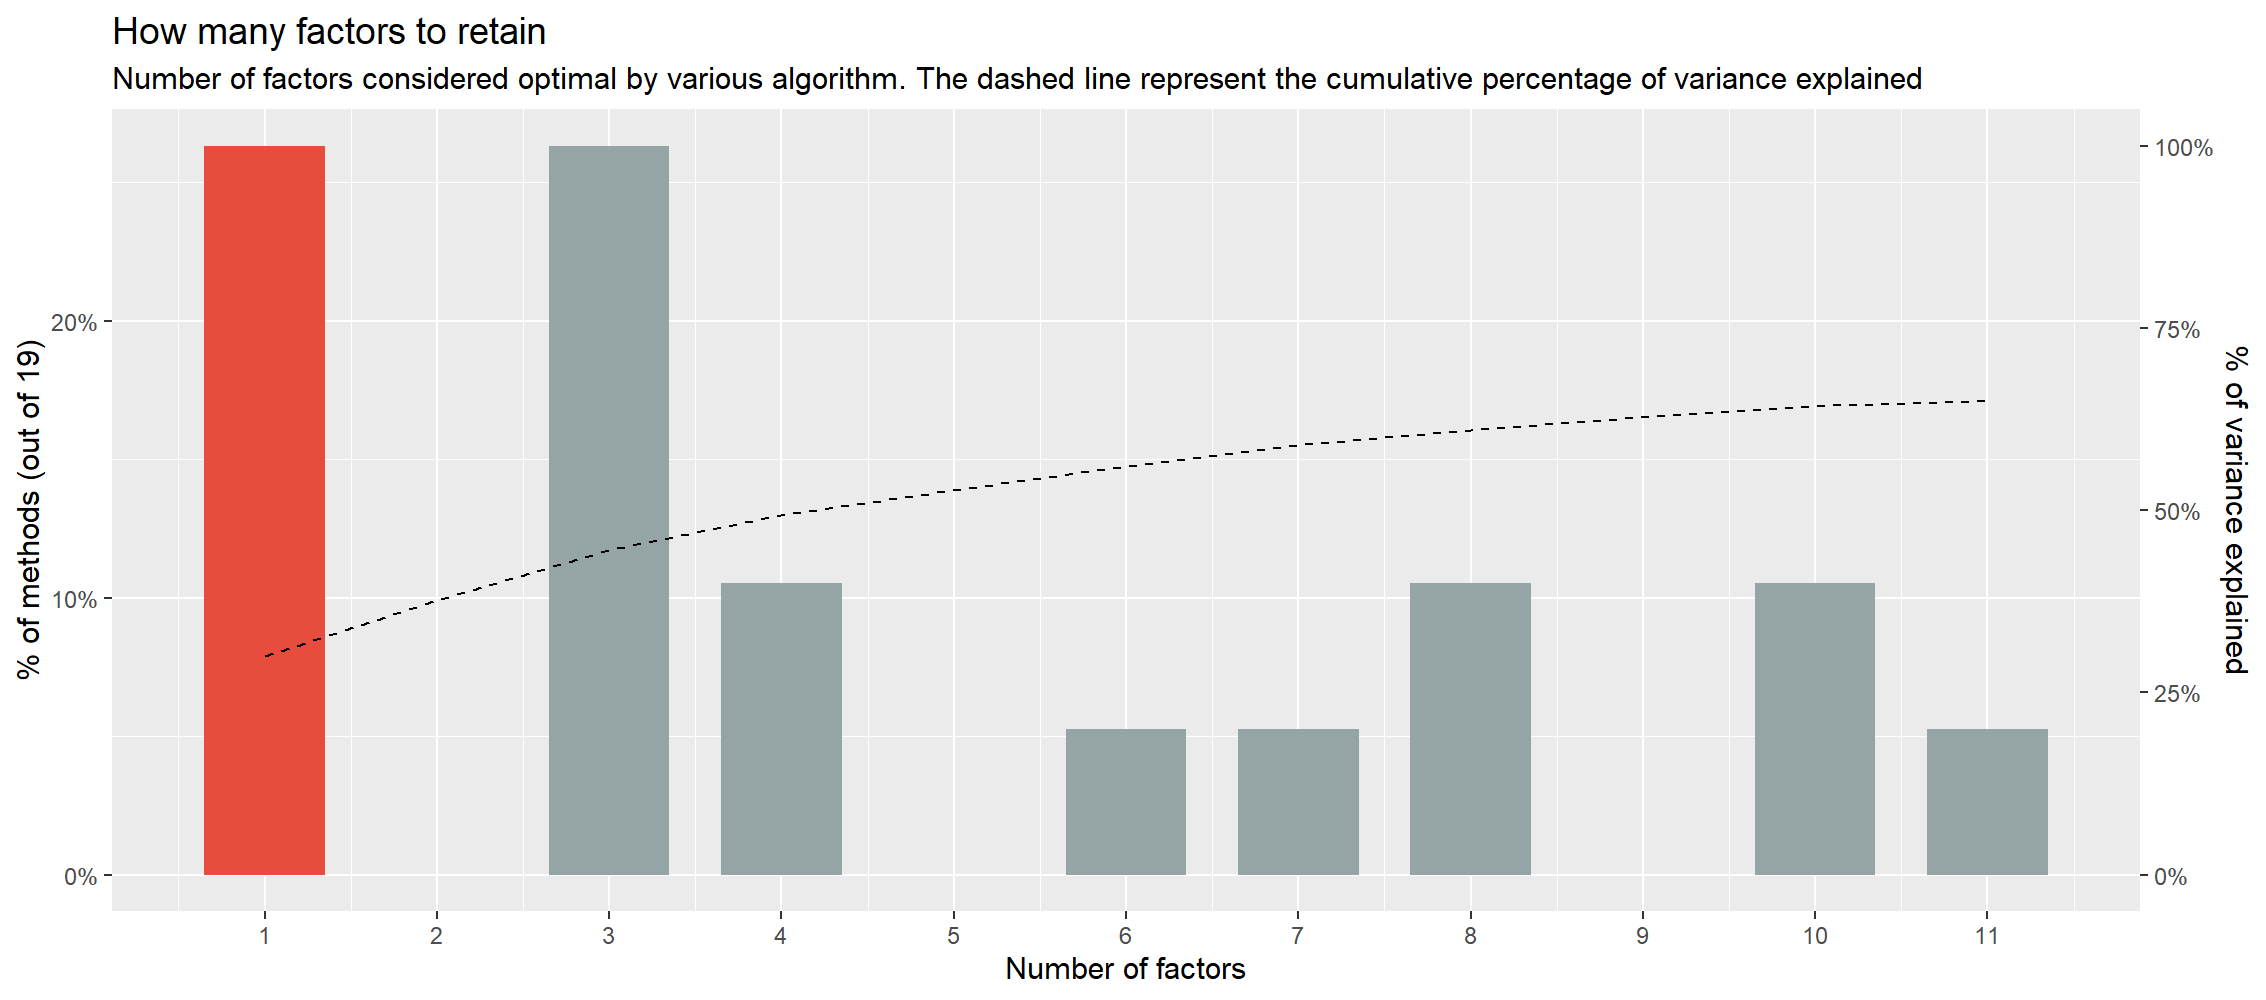 How many factors to retain
Number of factors considered optimal by various algorithm. The dashed line represent the cumulative percentage of variance explained
% of methods (out of 19)
20%
10%
0%
100%
75%
50%
25%
0%
% of variance explained
1 2 3 4 5 6 7 8 9 10 11
Number of factors